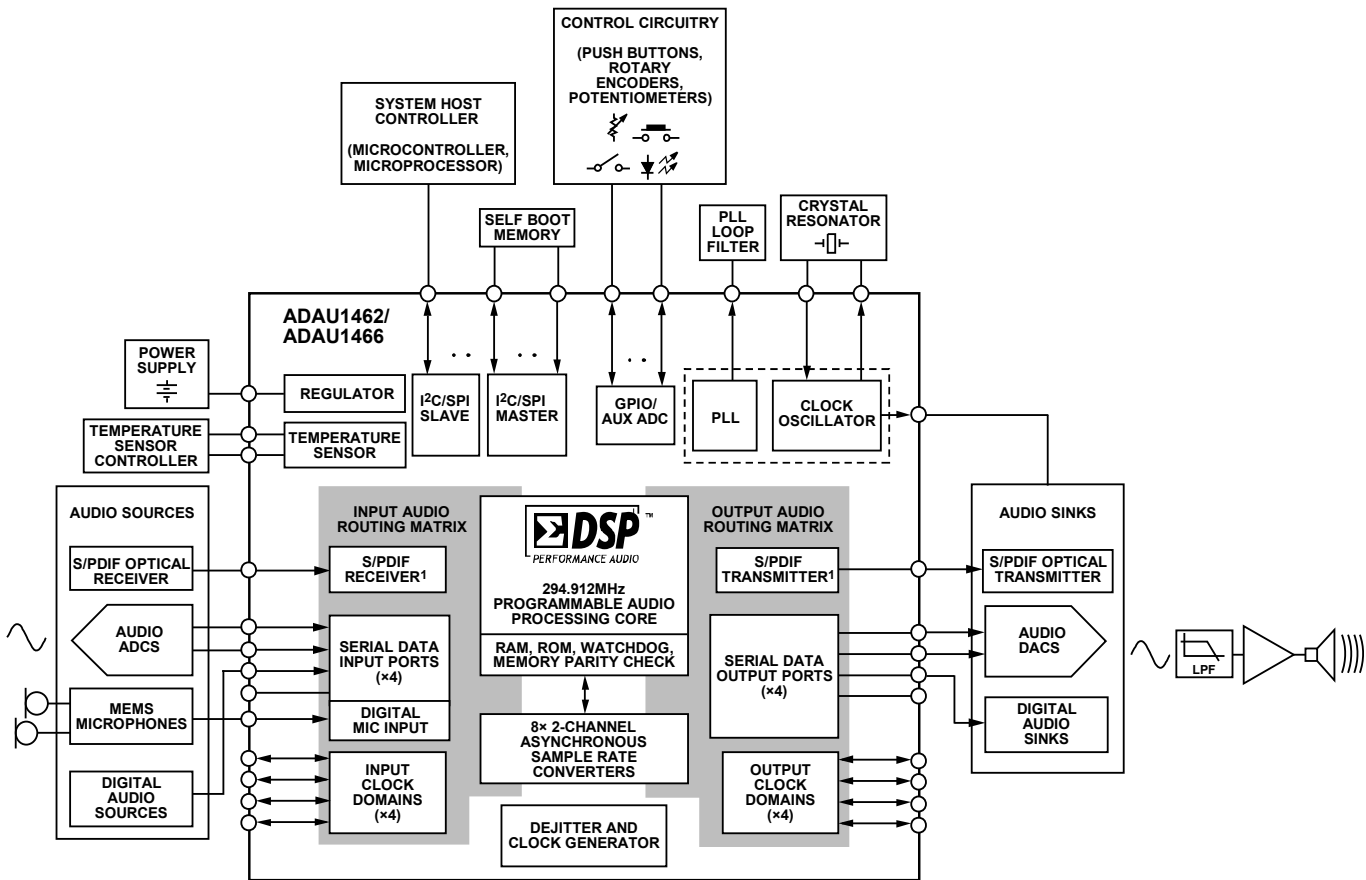 CONTROL CIRCUITRY
(PUSH BUTTONS,
ROTARY
ENCODERS,
POTENTIOMETERS)
SYSTEM HOST
CONTROLLER
(MICROCONTROLLER,
MICROPROCESSOR)
SELF BOOT
MEMORY
PLL
LOOP
FILTER
CRYSTAL
RESONATOR
ADAU1462/
ADAU1466
POWER
SUPPLY
REGULATOR
TEMPERATURE
SENSOR
CONTROLLER
TEMPERATURE
SENSOR
I²C/SPI
SLAVE
I²C/SPI
MASTER
GPIO/
AUX ADC
PLL
CLOCK
OSCILLATOR
AUDIO SOURCES
S/PDIF OPTICAL
RECEIVER
AUDIO
ADCS
MEMS
MICROPHONES
DIGITAL
AUDIO
SOURCES
INPUT AUDIO
ROUTING MATRIX
S/PDIF
RECEIVER¹
SERIAL DATA
INPUT PORTS
(×4)
DIGITAL
MIC INPUT
INPUT
CLOCK
DOMAINS
(×4)
ΣDSP™
PERFORMANCE AUDIO
294.912MHz
PROGRAMMABLE AUDIO
PROCESSING CORE
RAM, ROM, WATCHDOG,
MEMORY PARITY CHECK
8× 2-CHANNEL
ASYNCHRONOUS
SAMPLE RATE
CONVERTERS
DEJITTER AND
CLOCK GENERATOR
OUTPUT AUDIO
ROUTING MATRIX
S/PDIF
TRANSMITTER¹
SERIAL DATA
OUTPUT PORTS
(×4)
OUTPUT
CLOCK
DOMAINS
(×4)
AUDIO SINKS
S/PDIF OPTICAL
TRANSMITTER
AUDIO
DACS
DIGITAL
AUDIO
SINKS
LPF